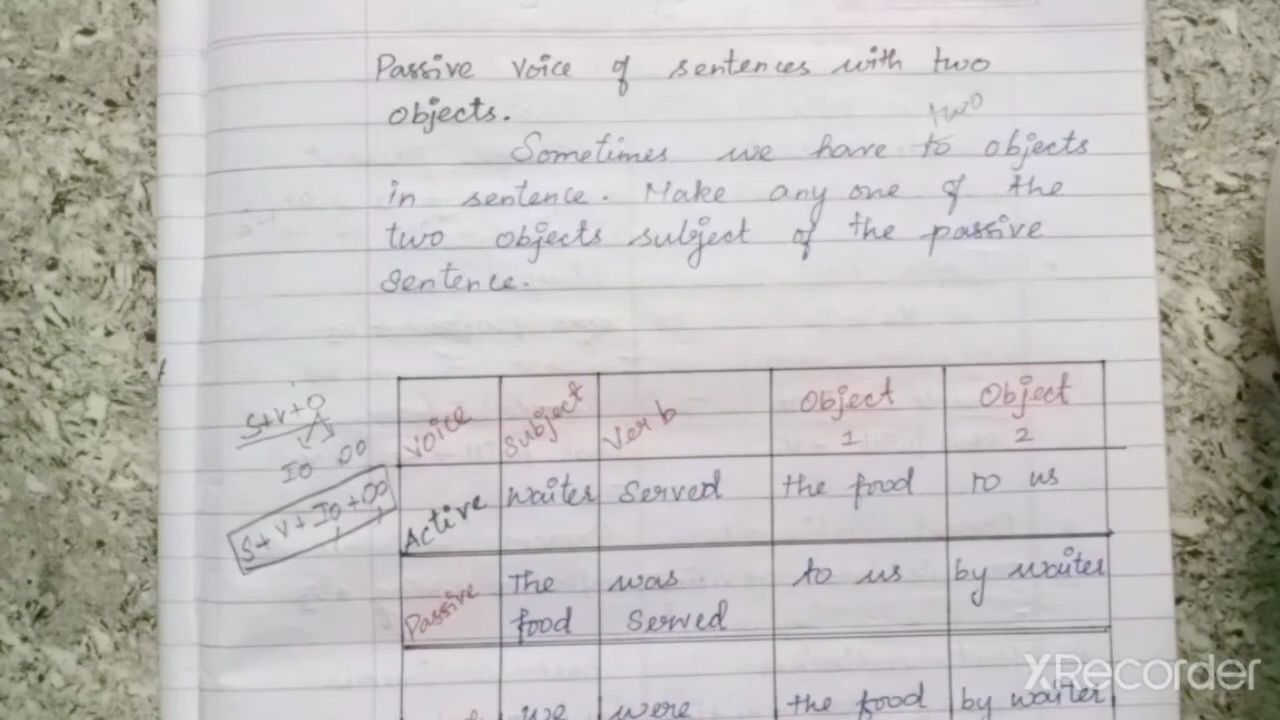 Passive voice of sentences with two
objects.
two
Sometimes we have to objects
in sentence. Make any one of the
two objects subject of the passive
sentence.
S+V+O
IO DO
S+V+IO+DO
Voice Subject Verb Object 1 Object 2
Active Waiter Served the food to us
Passive The food was served to us by waiter
we were the food by waiter
XRecorder